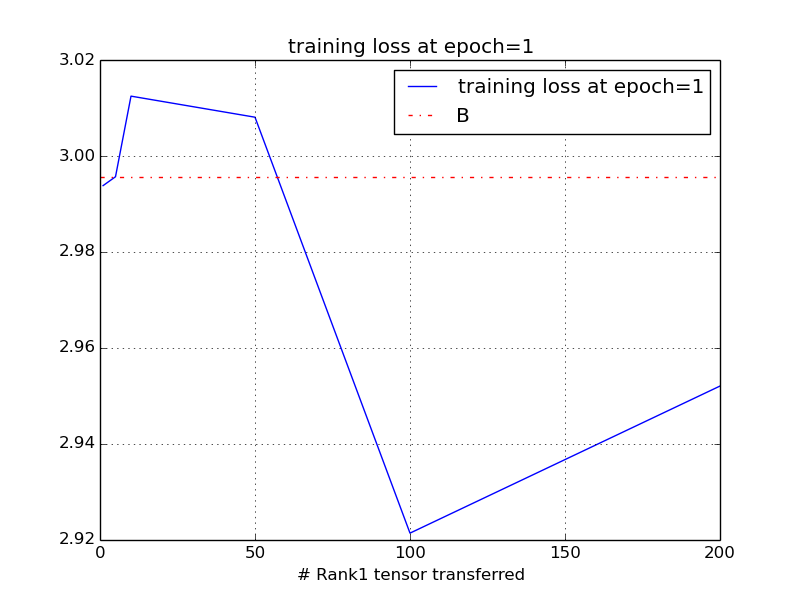 training loss at epoch=1
training loss at epoch=1
B
3.02
3.00
2.98
2.96
2.94
2.92
0 50 100 150 200
# Rank1 tensor transferred